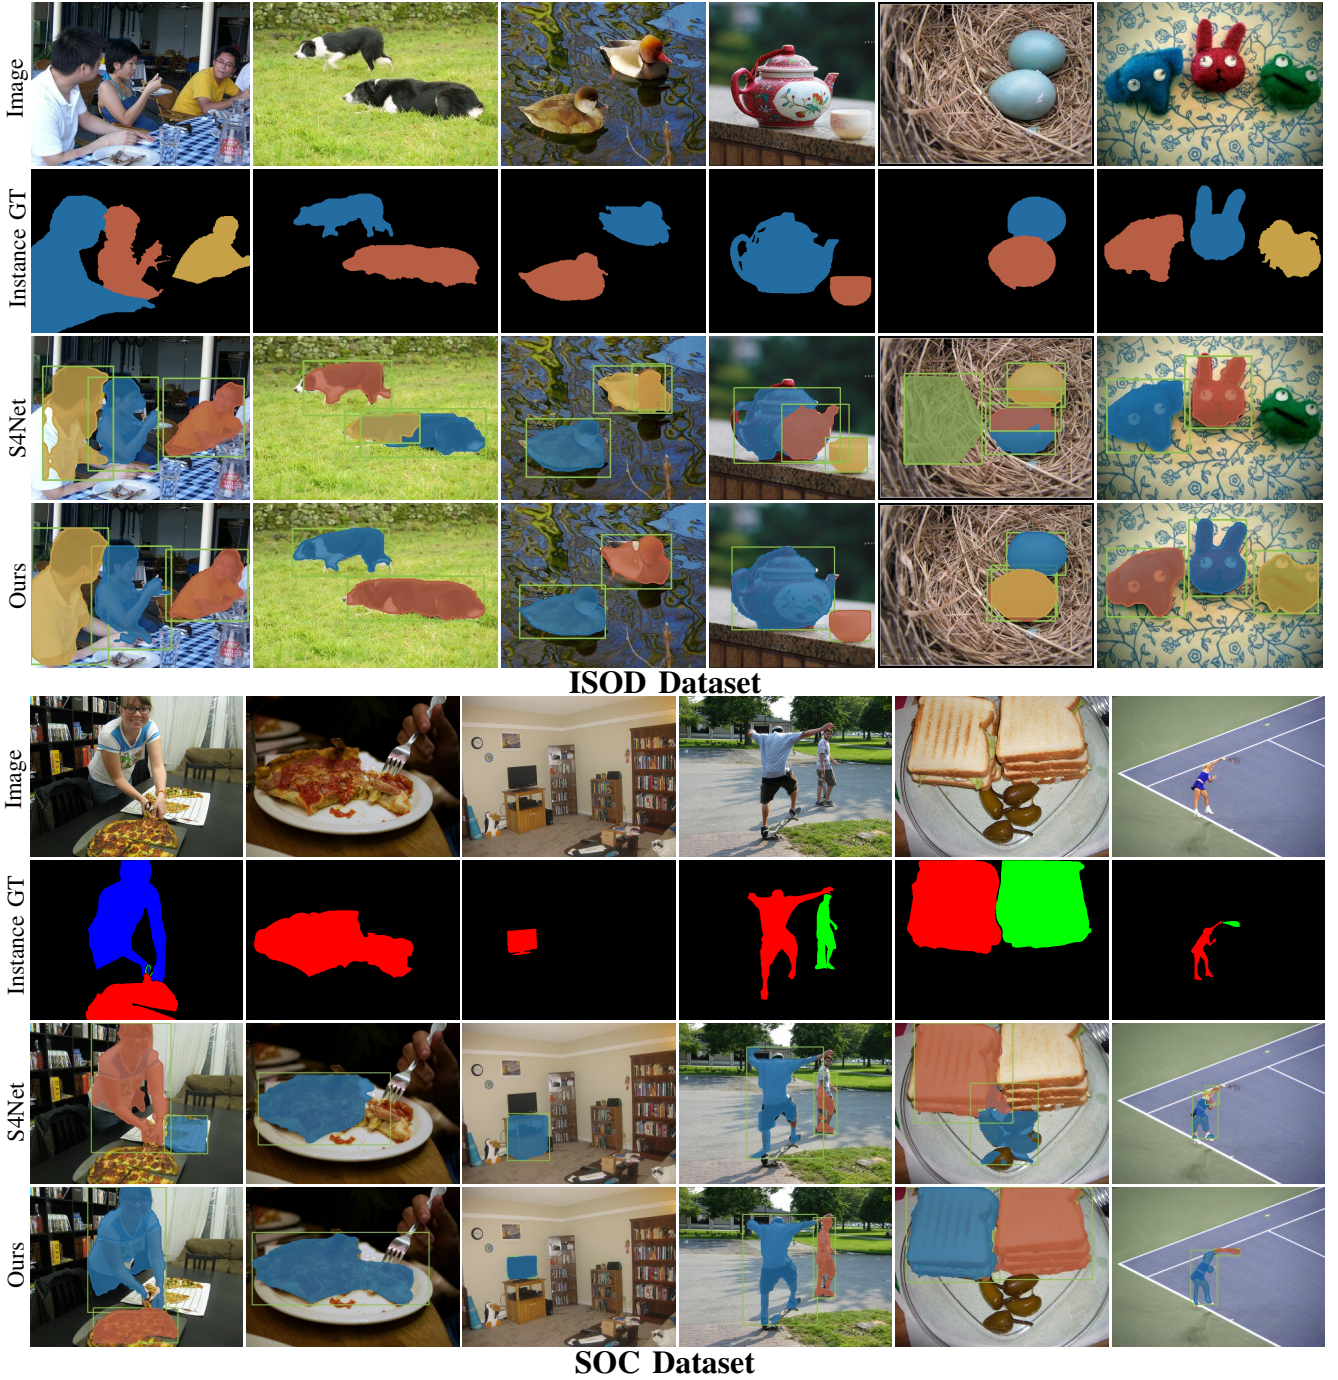 Image
Instance GT
S4Net
Ours
ISOD Dataset
Image
Instance GT
S4Net
Ours
SOC Dataset